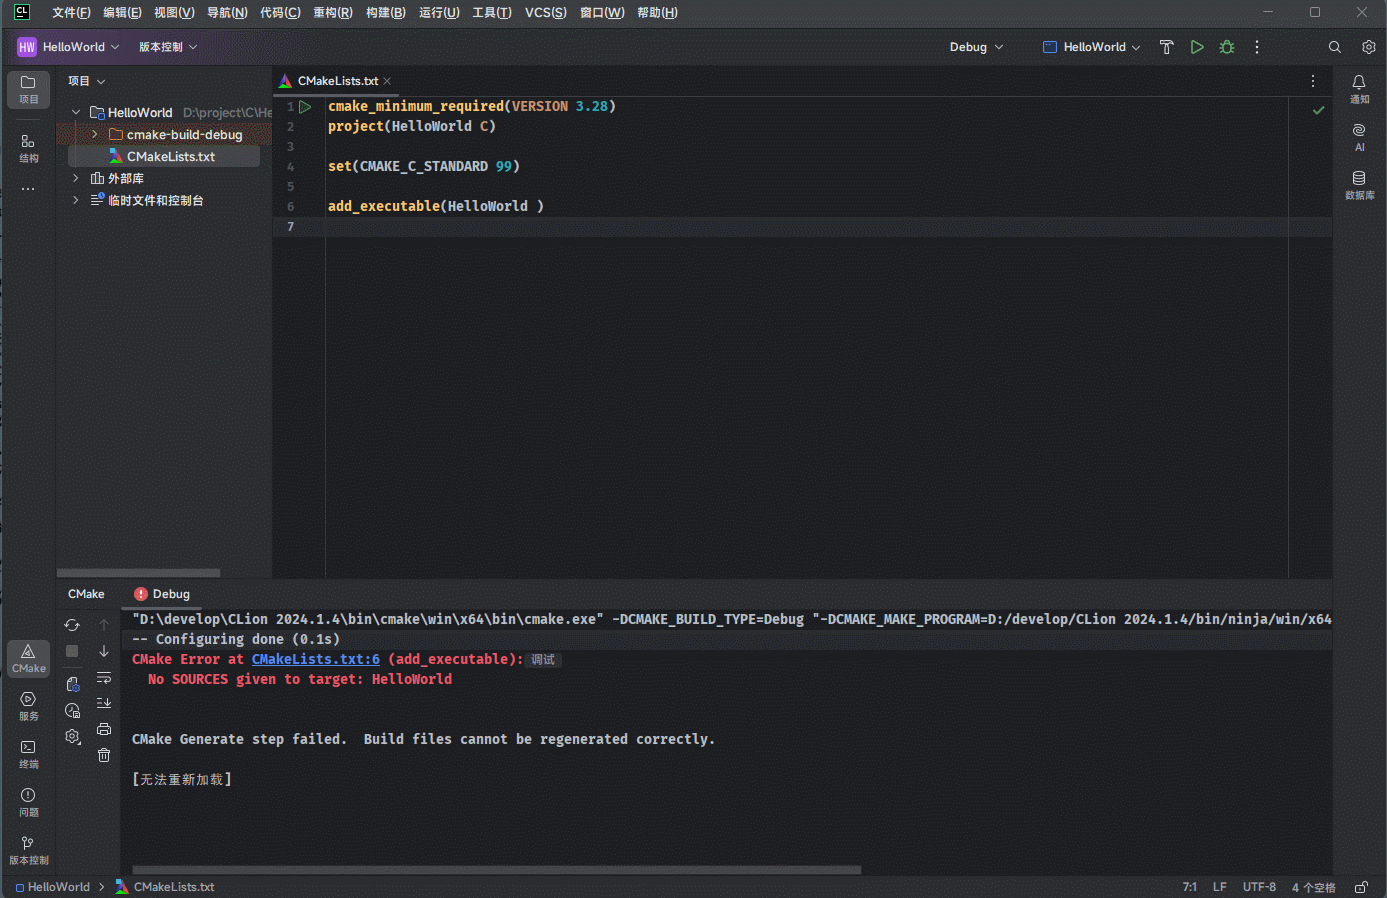 CL 文件(F) 编辑(E) 视图(V) 导航(N) 代码(C) 重构(R) 构建(B) 运行(U) 工具(T) VCS(S) 窗口(W) 帮助(H)
HW HelloWorld 版本控制 Debug HelloWorld
项目
项目
结构
HelloWorld D:\project\C\He
cmake-build-debug
CMakeLists.txt
外部库
临时文件和控制台
CMakeLists.txt
1 cmake_minimum_required(VERSION 3.28)
2 project(HelloWorld C)
3
4 set(CMAKE_C_STANDARD 99)
5
6 add_executable(HelloWorld )
7
通知
AI
数据库
CMake Debug
"D:\develop\CLion 2024.1.4\bin\cmake\win\x64\bin\cmake.exe" -DCMAKE_BUILD_TYPE=Debug "-DCMAKE_MAKE_PROGRAM=D:/develop/CLion 2024.1.4/bin/ninja/win/x64
-- Configuring done (0.1s)
CMake Error at CMakeLists.txt:6 (add_executable): 调试
No SOURCES given to target: HelloWorld
CMake Generate step failed.  Build files cannot be regenerated correctly.
[无法重新加载]
CMake
服务
终端
问题
版本控制
HelloWorld CMakeLists.txt 7:1 LF UTF-8 4 个空格